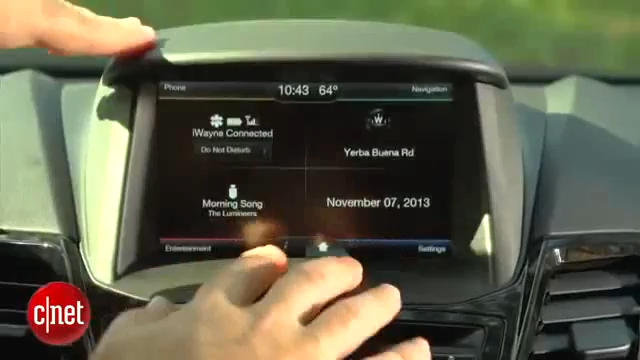 Phone
10:43 64°
Navigation
iWayne Connected
Do Not Disturb
W
Yerba Buena Rd
Morning Song
The Lumineers
November 07, 2013
Entertainment
Settings
c|net